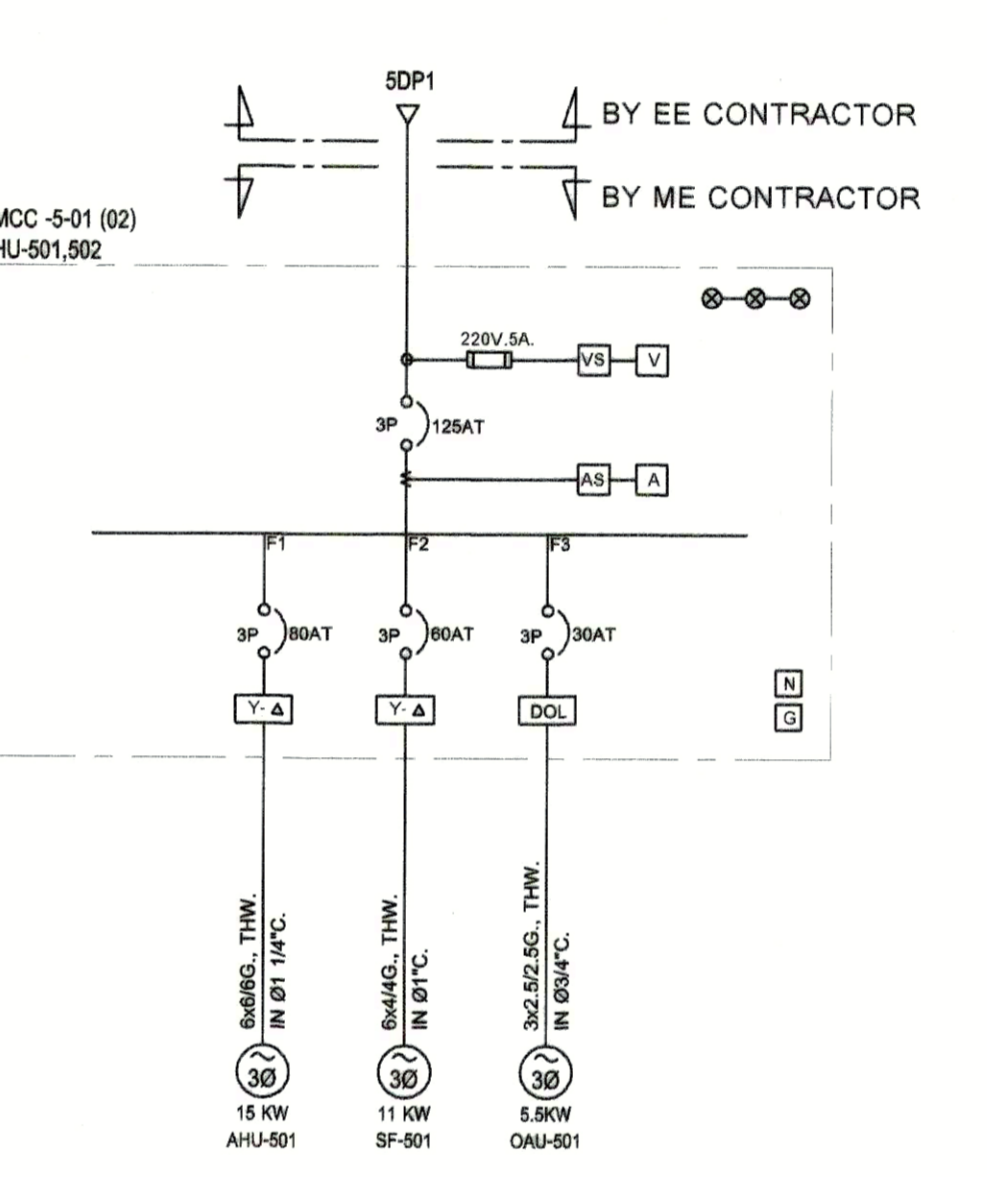 5DP1
BY EE CONTRACTOR
BY ME CONTRACTOR
MCC -5-01 (02)
HU-501,502
220V.5A.
VS
V
3P
125AT
AS
A
F1
F2
F3
3P
80AT
3P
60AT
3P
30AT
Y- Δ
Y- Δ
DOL
N
G
6x6/6G., THW.
IN Ø1 1/4"C.
6x4/4G., THW.
IN Ø1"C.
3x2.5/2.5G., THW.
IN Ø3/4"C.
~
3Ø
~
3Ø
~
3Ø
15 KW
AHU-501
11 KW
SF-501
5.5KW
OAU-501